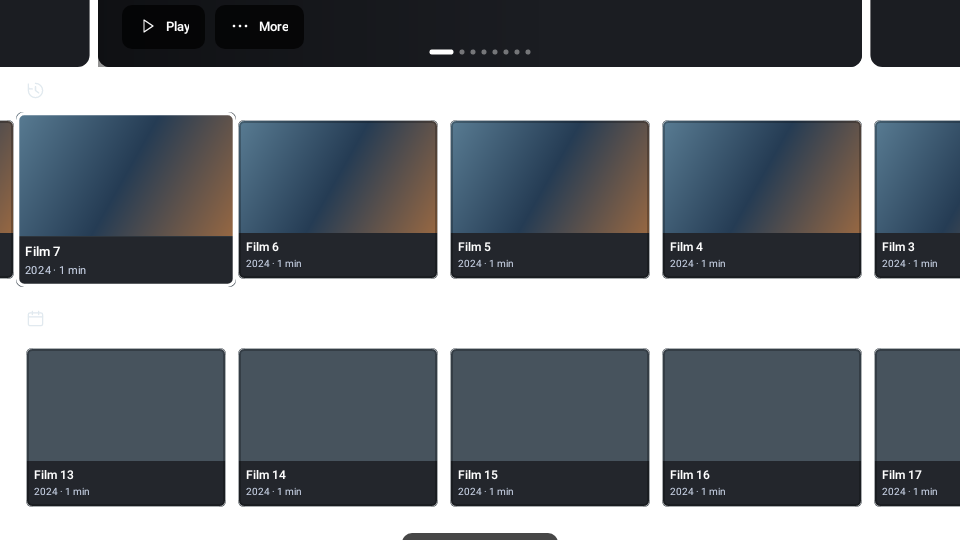 Play
More
Film 7
2024 · 1 min
Film 6
2024 · 1 min
Film 5
2024 · 1 min
Film 4
2024 · 1 min
Film 3
2024 · 1 min
Film 13
2024 · 1 min
Film 14
2024 · 1 min
Film 15
2024 · 1 min
Film 16
2024 · 1 min
Film 17
2024 · 1 min